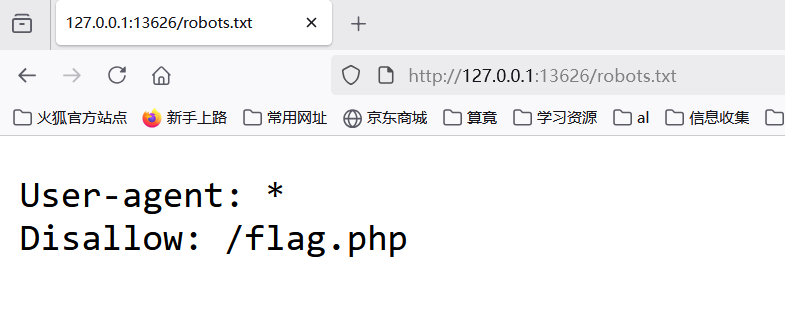 127.0.0.1:13626/robots.txt
http://127.0.0.1:13626/robots.txt
火狐官方站点 新手上路 常用网址 京东商城 算竟 学习资源 al 信息收集
User-agent: *
Disallow: /flag.php